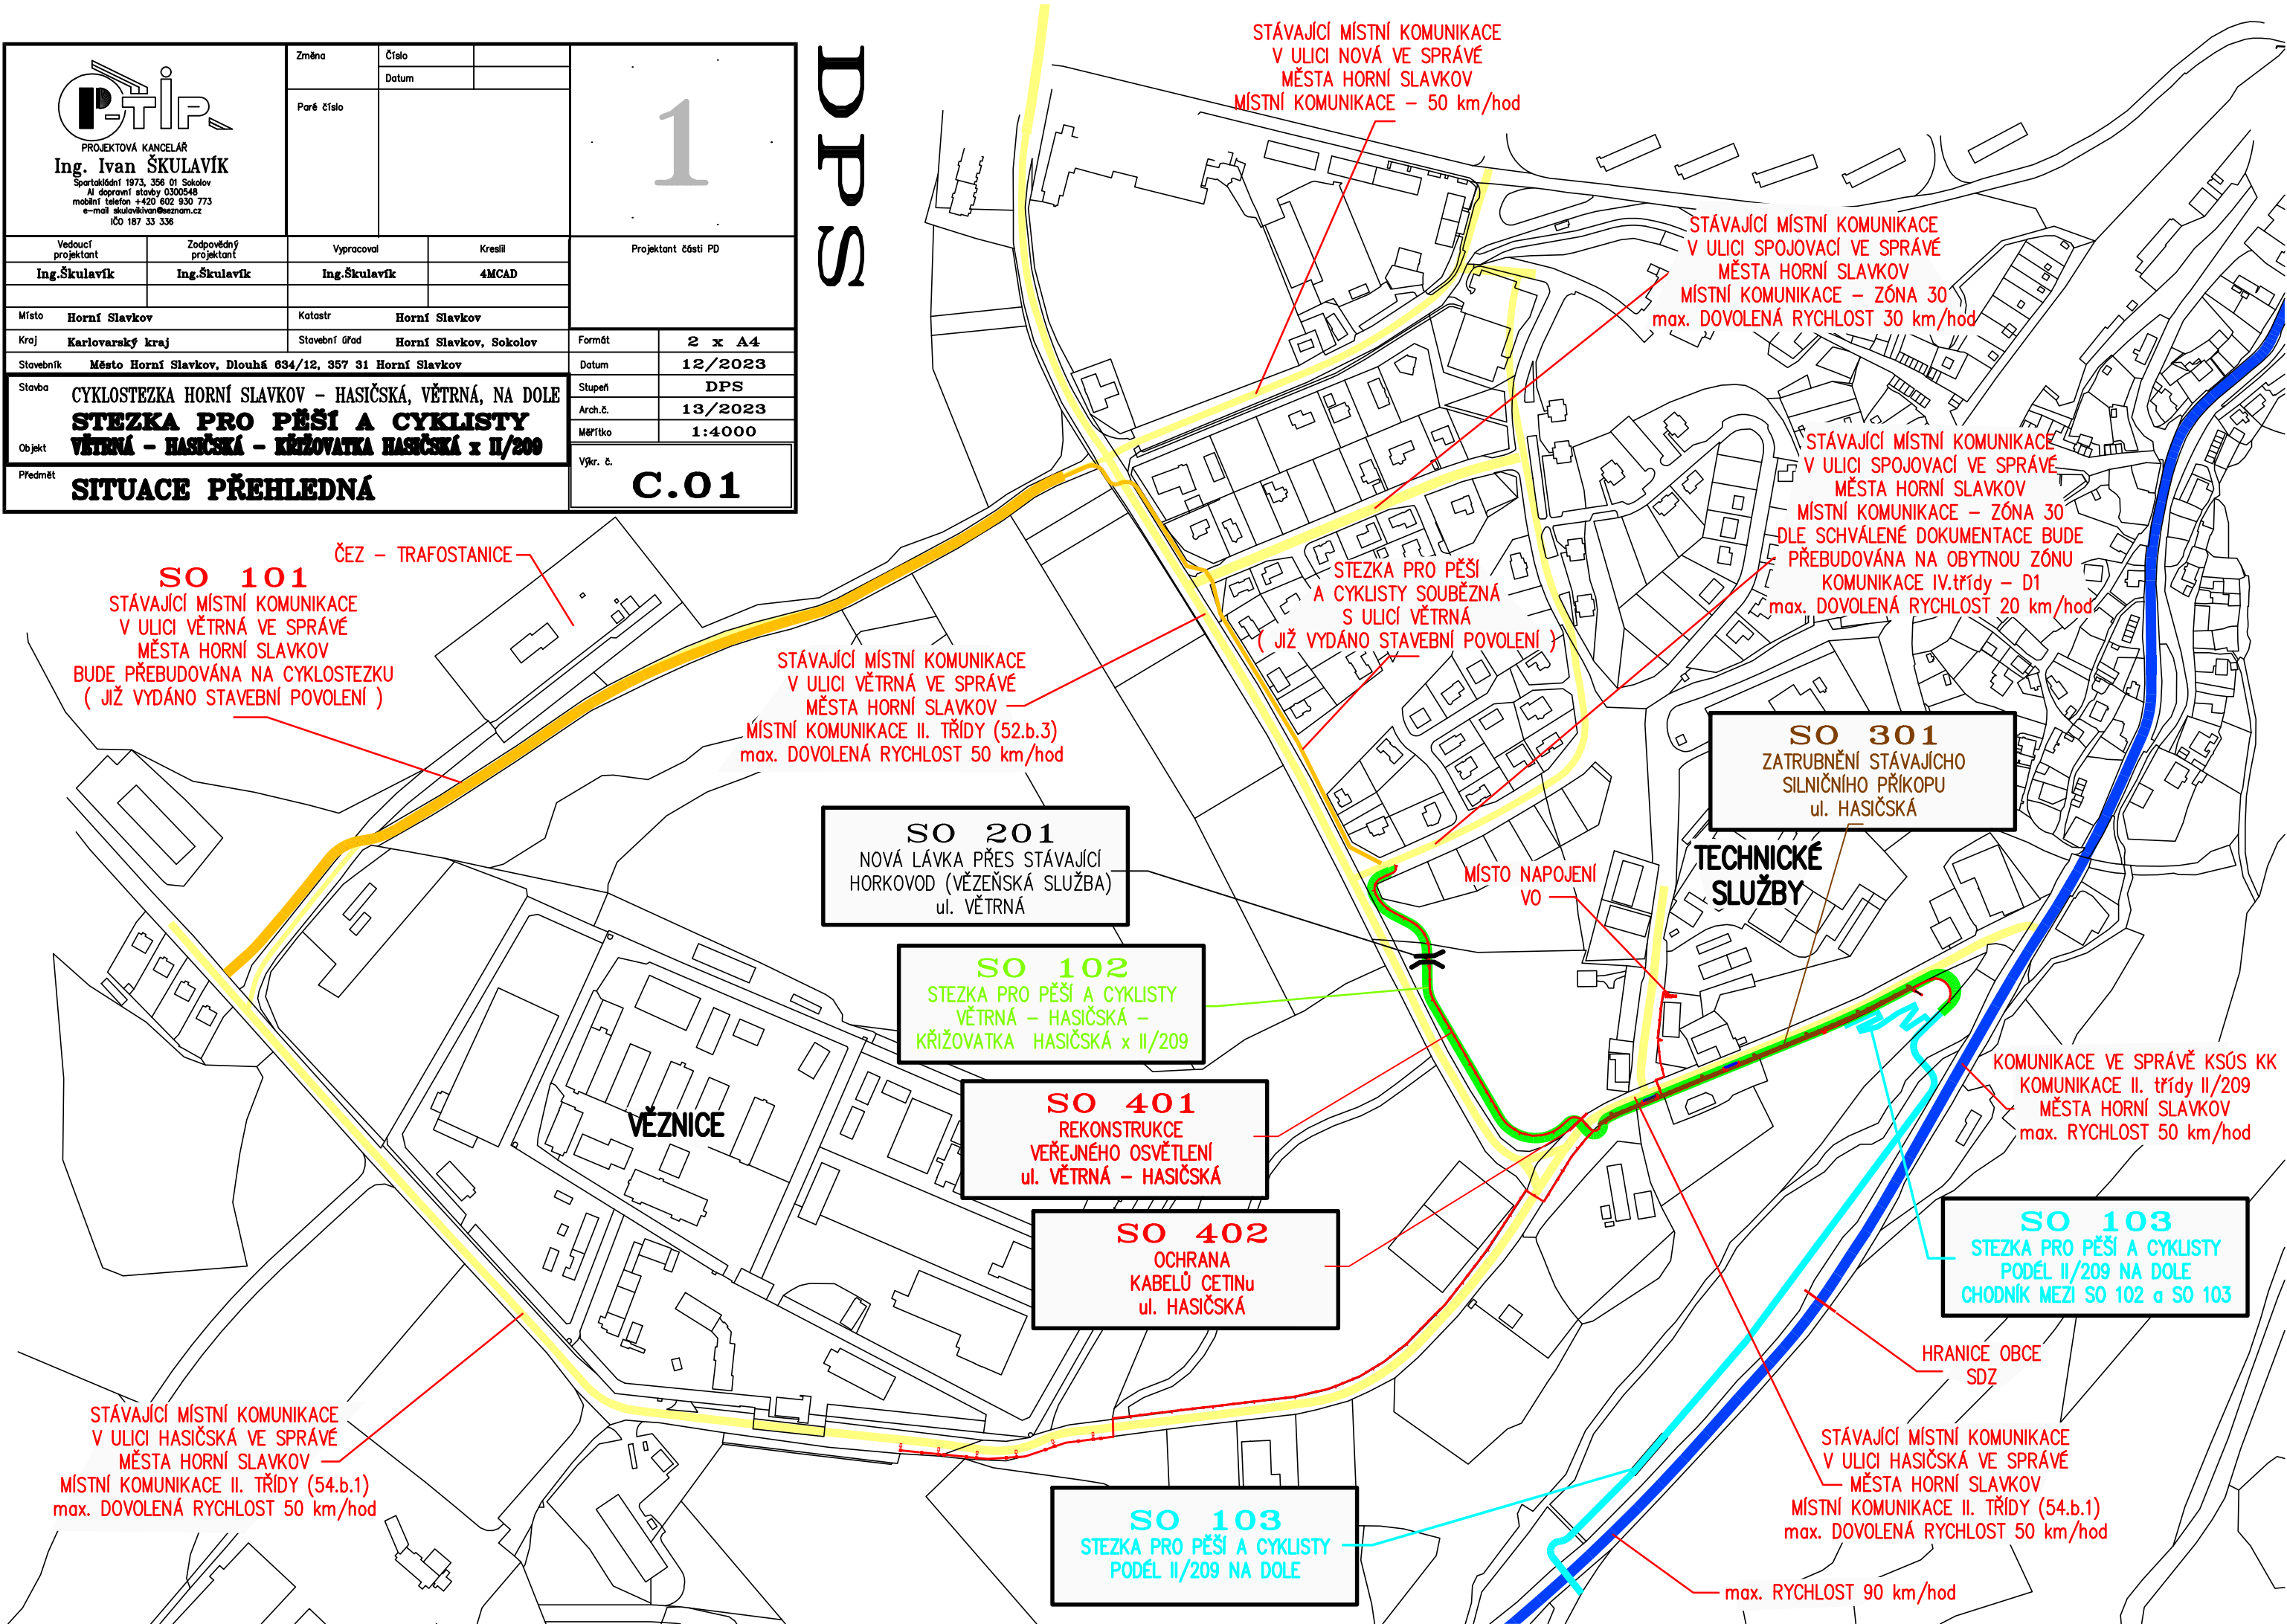 P-TIP
PROJEKTOVÁ KANCELÁŘ
Ing. Ivan ŠKULAVÍK
Spartakiádní 1973, 356 01 Sokolov
AI dopravní stavby 0300548
mobilní telefon +420 602 930 773
e-mail skulavikivan@seznam.cz
IČO 187 33 336
Změna
Číslo
Datum
Paré číslo
1
Vedoucí projektant
Zodpovědný projektant
Vypracoval
Kreslil
Projektant části PD
Ing.Škulavík
Ing.Škulavík
Ing.Škulavík
4MCAD
Místo Horní Slavkov
Katastr Horní Slavkov
Kraj Karlovarský kraj
Stavební úřad Horní Slavkov, Sokolov
Stavebník Město Horní Slavkov, Dlouhá 634/12, 357 31 Horní Slavkov
Formát 2 x A4
Datum 12/2023
Stupeň DPS
Arch.č. 13/2023
Měřítko 1:4000
Stavba CYKLOSTEZKA HORNÍ SLAVKOV – HASIČSKÁ, VĚTRNÁ, NA DOLE
STEZKA PRO PĚŠÍ A CYKLISTY
Objekt VĚTRNÁ – HASIČSKÁ – KŘIŽOVATKA HASIČSKÁ x II/209
Předmět SITUACE PŘEHLEDNÁ
Výkr. č. C.01
DPS
STÁVAJÍCÍ MÍSTNÍ KOMUNIKACE
V ULICI NOVÁ VE SPRÁVĚ
MĚSTA HORNÍ SLAVKOV
MÍSTNÍ KOMUNIKACE – 50 km/hod
STÁVAJÍCÍ MÍSTNÍ KOMUNIKACE
V ULICI SPOJOVACÍ VE SPRÁVĚ
MĚSTA HORNÍ SLAVKOV
MÍSTNÍ KOMUNIKACE – ZÓNA 30
max. DOVOLENÁ RYCHLOST 30 km/hod
STÁVAJÍCÍ MÍSTNÍ KOMUNIKACE
V ULICI SPOJOVACÍ VE SPRÁVĚ
MĚSTA HORNÍ SLAVKOV
MÍSTNÍ KOMUNIKACE – ZÓNA 30
DLE SCHVÁLENÉ DOKUMENTACE BUDE
PŘEBUDOVÁNA NA OBYTNOU ZÓNU
KOMUNIKACE IV.třídy – D1
max. DOVOLENÁ RYCHLOST 20 km/hod
ČEZ – TRAFOSTANICE
SO 101
STÁVAJÍCÍ MÍSTNÍ KOMUNIKACE
V ULICI VĚTRNÁ VE SPRÁVĚ
MĚSTA HORNÍ SLAVKOV
BUDE PŘEBUDOVÁNA NA CYKLOSTEZKU
( JIŽ VYDÁNO STAVEBNÍ POVOLENÍ )
STEZKA PRO PĚŠÍ
A CYKLISTY SOUBĚZNÁ
S ULICÍ VĚTRNÁ
( JIŽ VYDÁNO STAVEBNÍ POVOLENÍ )
STÁVAJÍCÍ MÍSTNÍ KOMUNIKACE
V ULICI VĚTRNÁ VE SPRÁVĚ
MĚSTA HORNÍ SLAVKOV
MÍSTNÍ KOMUNIKACE II. TŘÍDY (52.b.3)
max. DOVOLENÁ RYCHLOST 50 km/hod
SO 301
ZATRUBNĚNÍ STÁVAJÍCHO
SILNIČNÍHO PŘÍKOPU
ul. HASIČSKÁ
SO 201
NOVÁ LÁVKA PŘES STÁVAJÍCÍ
HORKOVOD (VĚZEŇSKÁ SLUŽBA)
ul. VĚTRNÁ
MÍSTO NAPOJENÍ
VO
TECHNICKÉ
SLUŽBY
SO 102
STEZKA PRO PĚŠÍ A CYKLISTY
VĚTRNÁ – HASIČSKÁ –
KŘIŽOVATKA HASIČSKÁ x II/209
VĚZNICE
SO 401
REKONSTRUKCE
VEŘEJNÉHO OSVĚTLENÍ
ul. VĚTRNÁ – HASIČSKÁ
KOMUNIKACE VE SPRÁVĚ KSÚS KK
KOMUNIKACE II. třídy II/209
MĚSTA HORNÍ SLAVKOV
max. RYCHLOST 50 km/hod
SO 402
OCHRANA
KABELŮ CETINu
ul. HASIČSKÁ
SO 103
STEZKA PRO PĚŠÍ A CYKLISTY
PODÉL II/209 NA DOLE
CHODNÍK MEZI SO 102 a SO 103
HRANICE OBCE
SDZ
STÁVAJÍCÍ MÍSTNÍ KOMUNIKACE
V ULICI HASIČSKÁ VE SPRÁVĚ
MĚSTA HORNÍ SLAVKOV
MÍSTNÍ KOMUNIKACE II. TŘÍDY (54.b.1)
max. DOVOLENÁ RYCHLOST 50 km/hod
STÁVAJÍCÍ MÍSTNÍ KOMUNIKACE
V ULICI HASIČSKÁ VE SPRÁVĚ
MĚSTA HORNÍ SLAVKOV
MÍSTNÍ KOMUNIKACE II. TŘÍDY (54.b.1)
max. DOVOLENÁ RYCHLOST 50 km/hod
SO 103
STEZKA PRO PĚŠÍ A CYKLISTY
PODÉL II/209 NA DOLE
max. RYCHLOST 90 km/hod